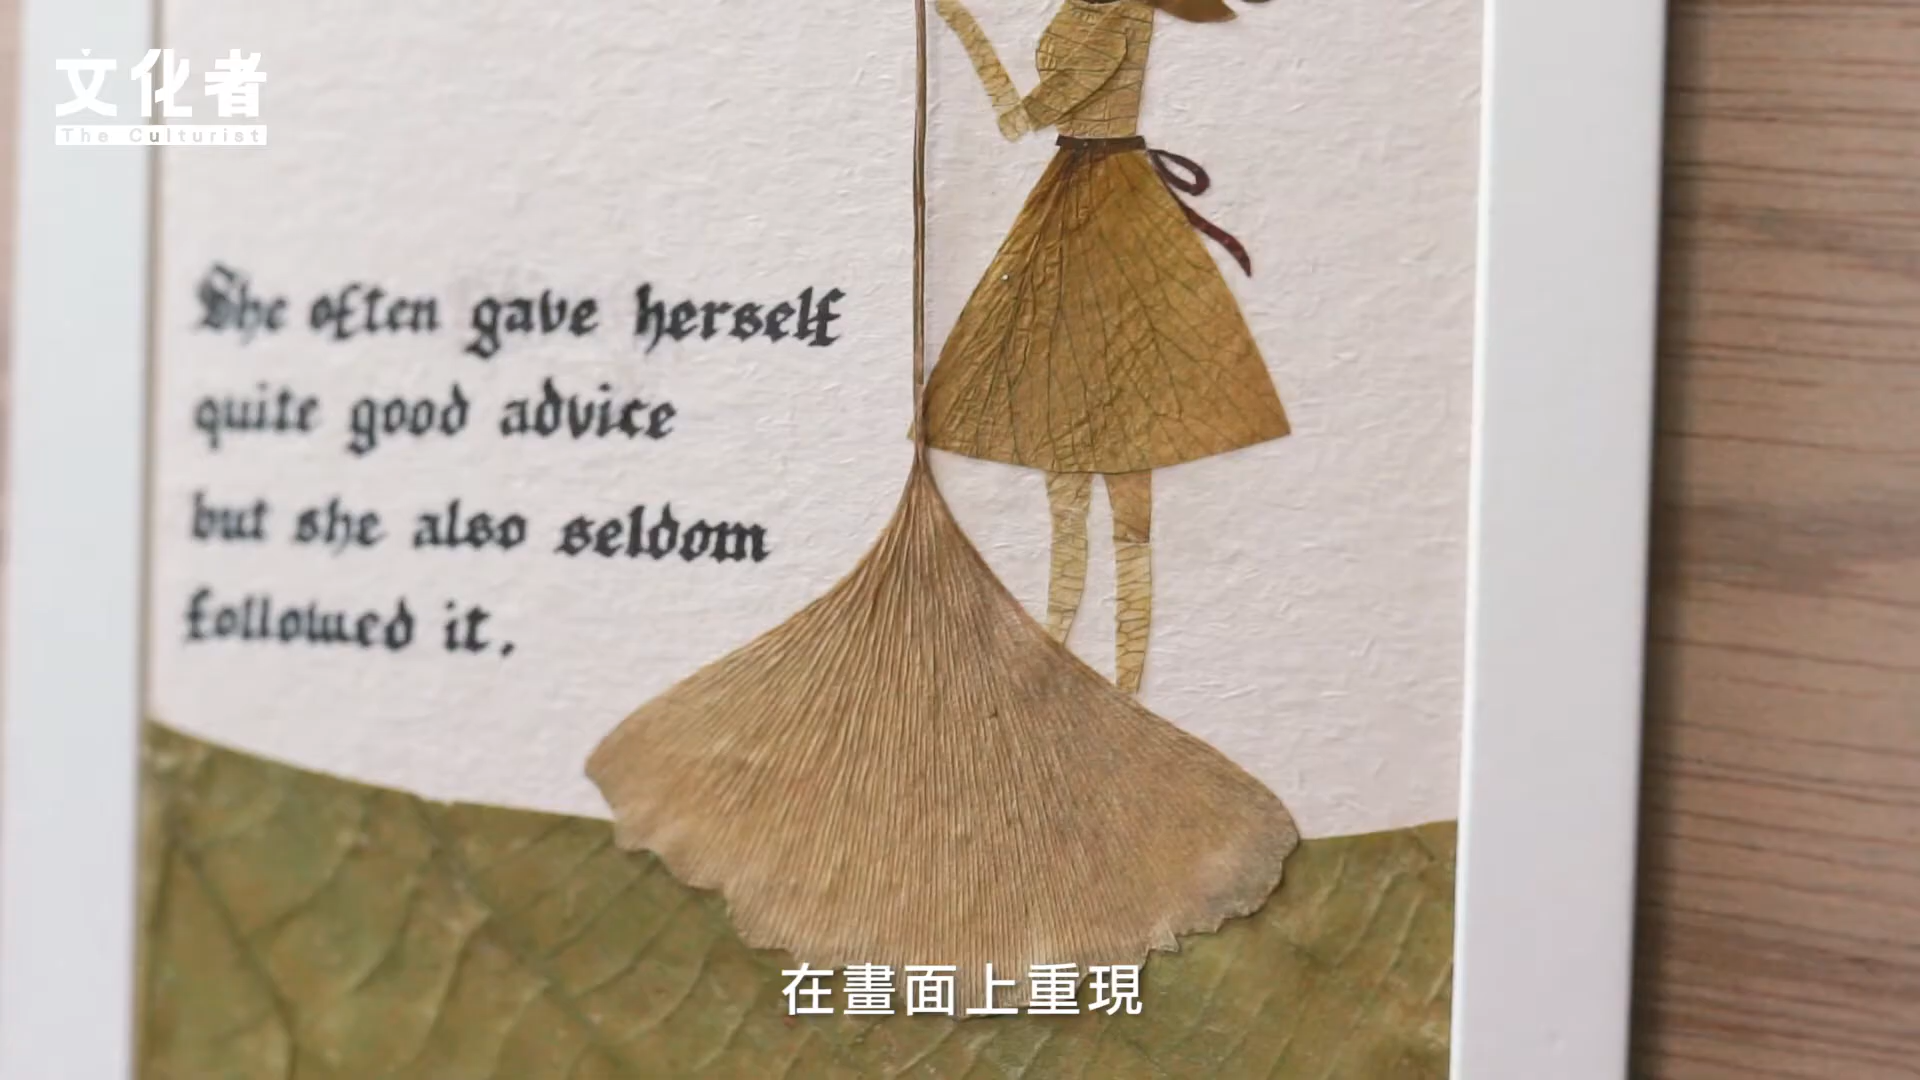 文化者
The Culturist
She often gave herself
quite good advice
but she also seldom
followed it.
在畫面上重現